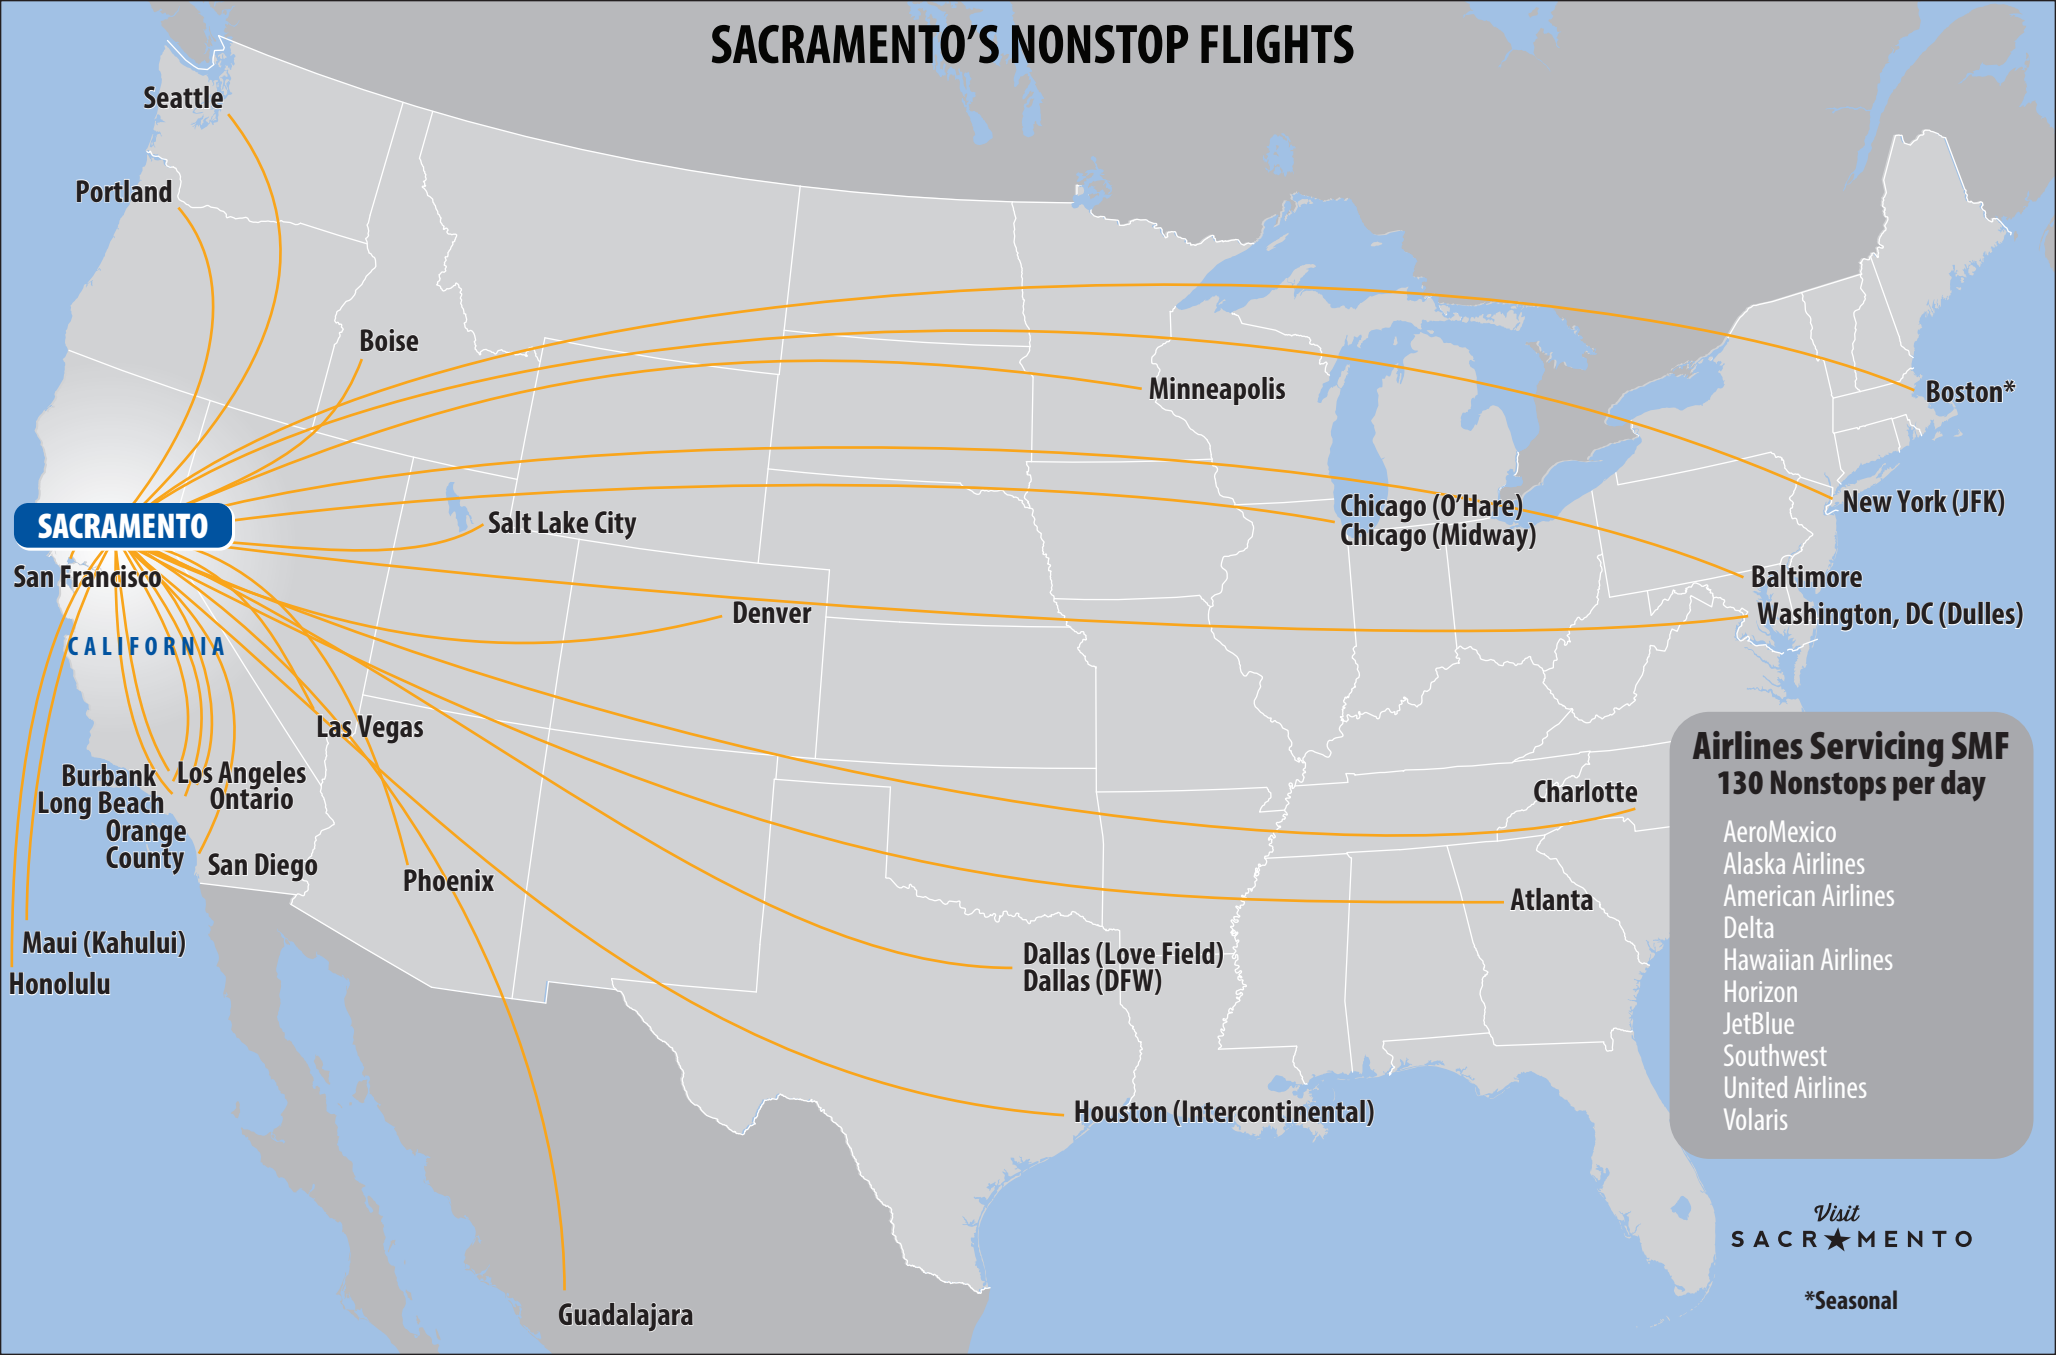 SACRAMENTO'S NONSTOP FLIGHTS
Seattle
Portland
Boise
Minneapolis
Boston*
New York (JFK)
Chicago (O'Hare)
Chicago (Midway)
Salt Lake City
SACRAMENTO
San Francisco
Baltimore
Washington, DC (Dulles)
Denver
CALIFORNIA
Las Vegas
Burbank
Los Angeles
Long Beach
Ontario
Orange
County
San Diego
Phoenix
Charlotte
Atlanta
Maui (Kahului)
Honolulu
Dallas (Love Field)
Dallas (DFW)
Houston (Intercontinental)
Guadalajara
Airlines Servicing SMF
130 Nonstops per day
AeroMexico
Alaska Airlines
American Airlines
Delta
Hawaiian Airlines
Horizon
JetBlue
Southwest
United Airlines
Volaris
Visit
SACR★MENTO
*Seasonal